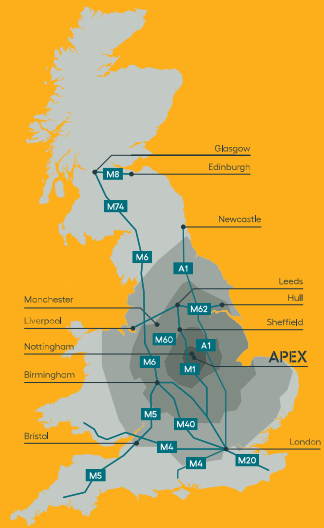 Glasgow
Edinburgh
M8
M74
Newcastle
M6
A1
Leeds
Manchester
Hull
M62
Liverpool
Sheffield
M60
Nottingham
A1
APEX
M6
M1
Birmingham
M5
M40
Bristol
London
M4
M20
M4
M5